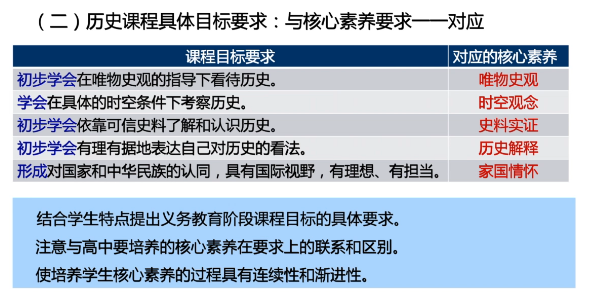 （二）历史课程具体目标要求：与核心素养要求一一对应
课程目标要求 对应的核心素养
初步学会在唯物史观的指导下看待历史。 唯物史观
学会在具体的时空条件下考察历史。 时空观念
初步学会依靠可信史料了解和认识历史。 史料实证
初步学会有理有据地表达自己对历史的看法。 历史解释
形成对国家和中华民族的认同，具有国际视野，有理想、有担当。 家国情怀
结合学生特点提出义务教育阶段课程目标的具体要求。
注意与高中要培养的核心素养在要求上的联系和区别。
使培养学生核心素养的过程具有连续性和渐进性。